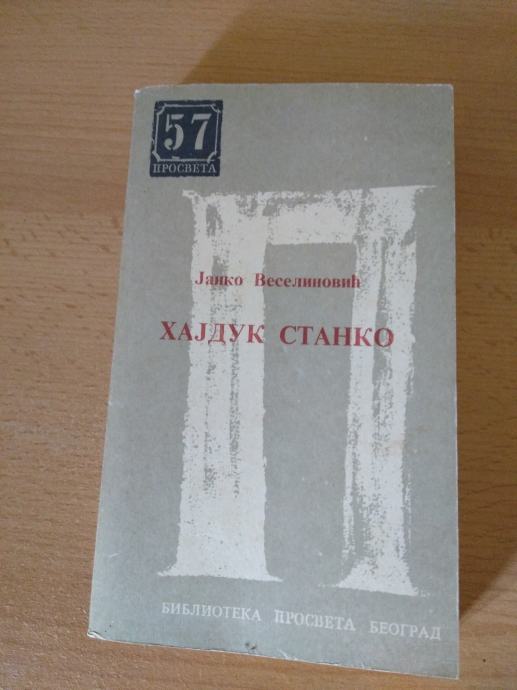 57
ПРОСВЕТА
Јанко Веселиновић
ХАЈДУК СТАНКО
БИБЛИОТЕКА ПРОСВЕТА БЕОГРАД